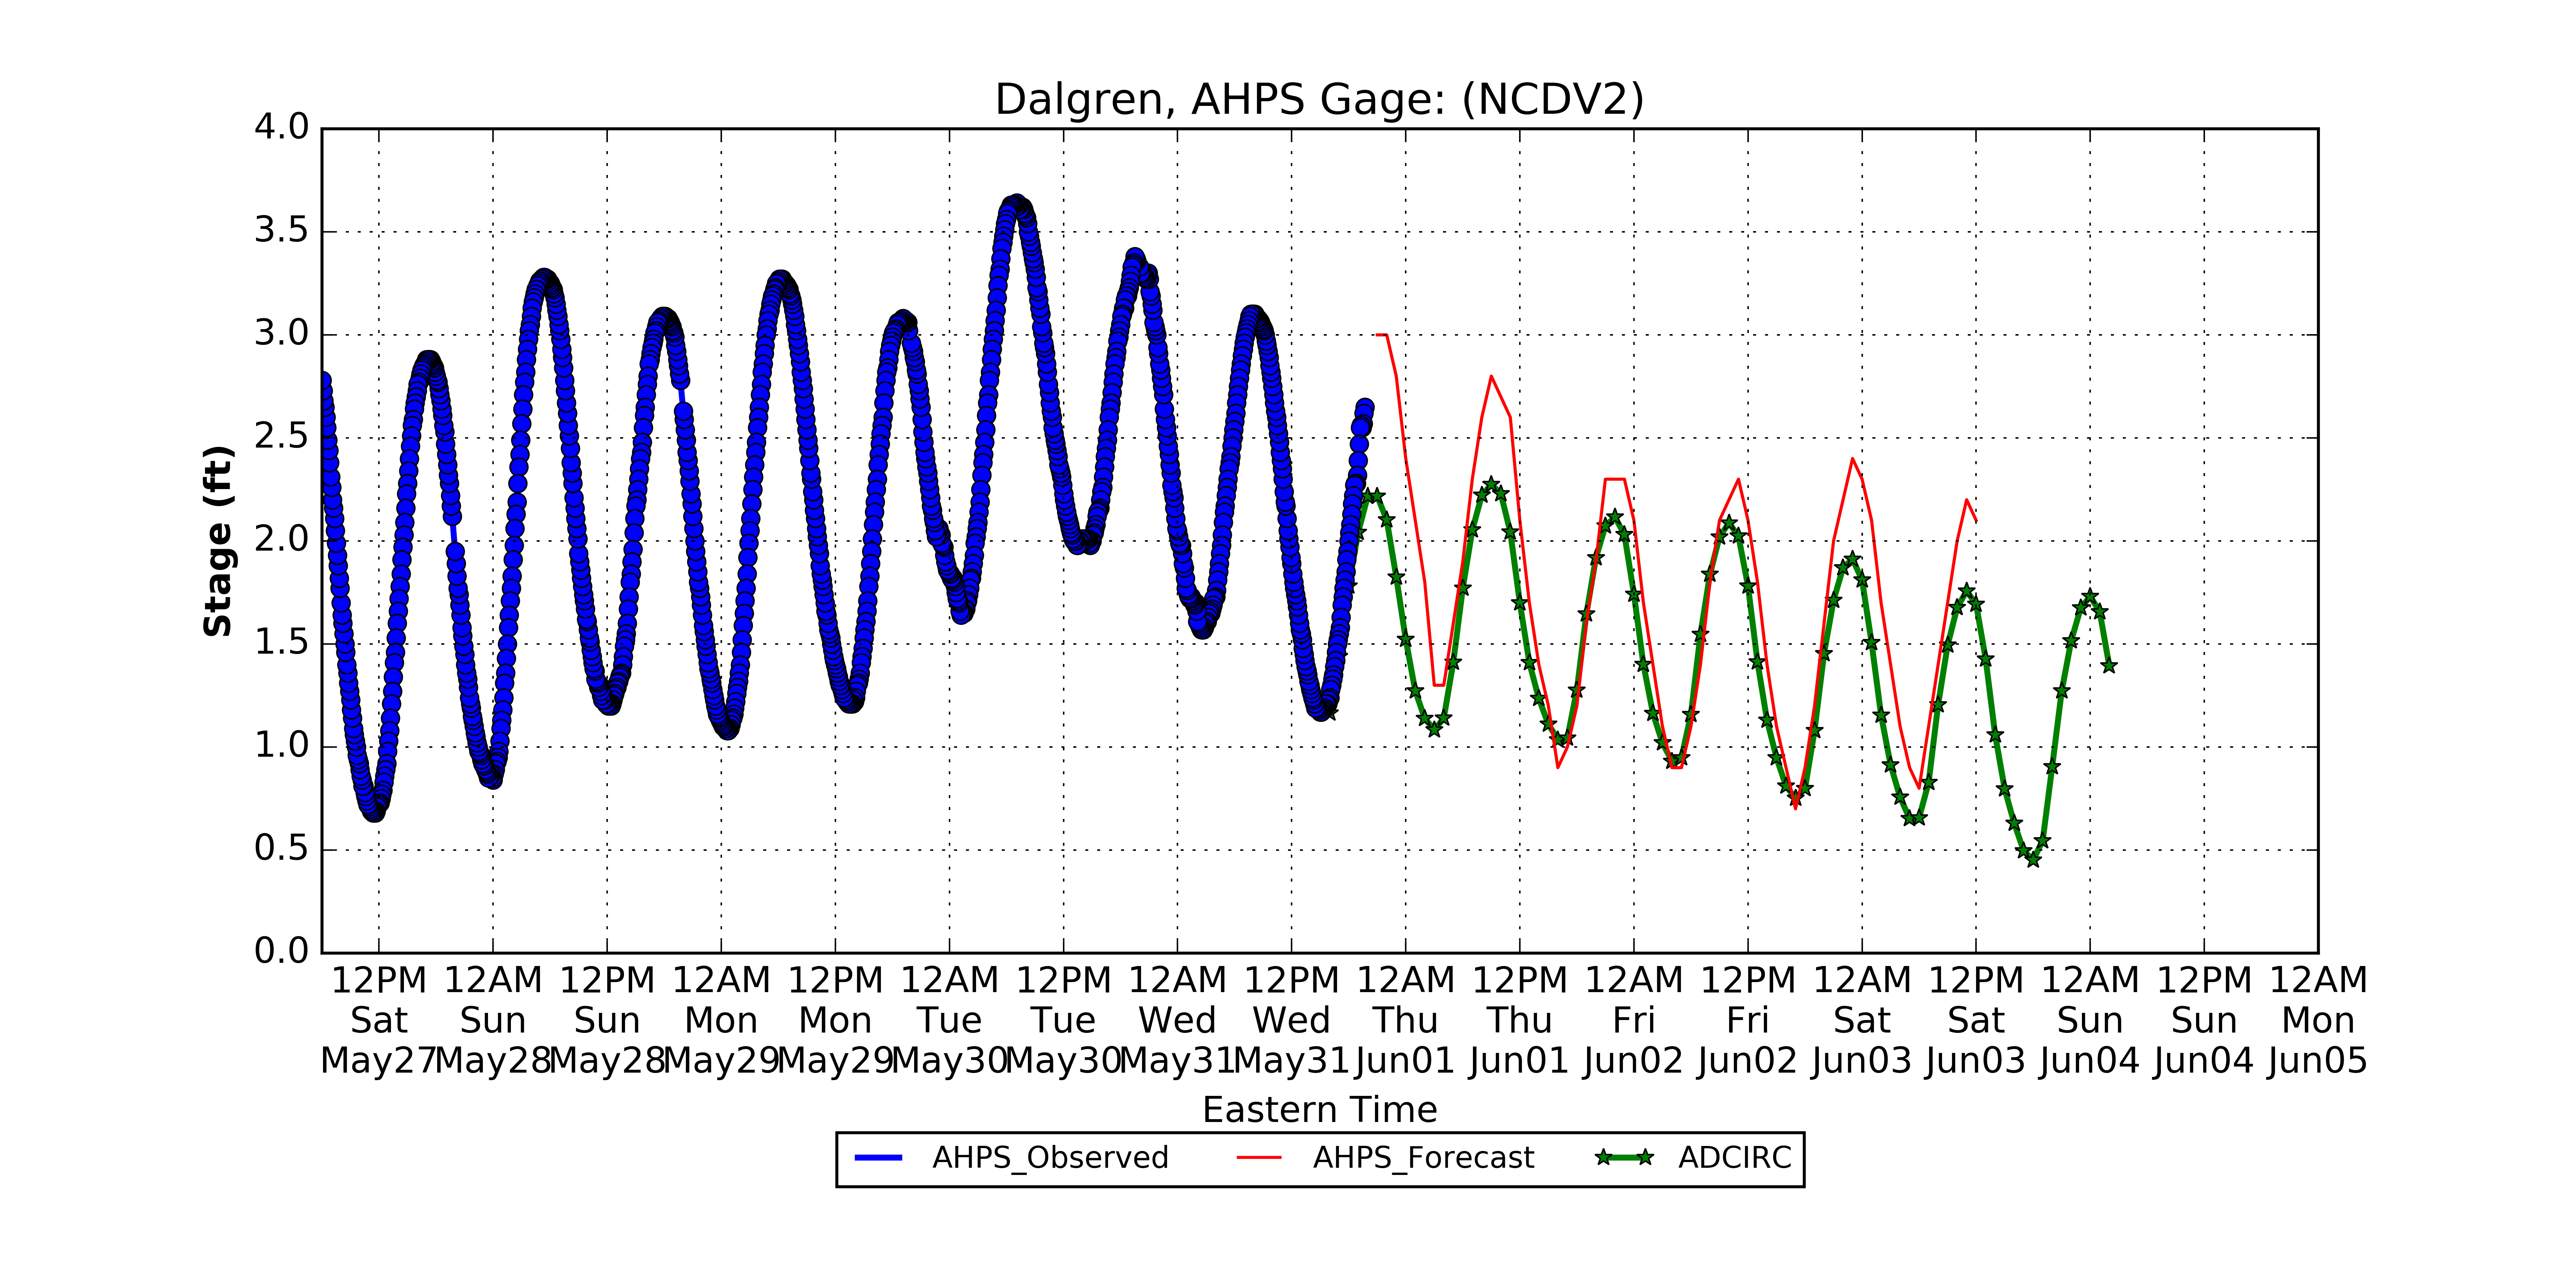 Dalgren, AHPS Gage: (NCDV2)
4.0
3.5
3.0
2.5
2.0
1.5
1.0
0.5
0.0
Stage (ft)
12PM 12AM 12PM 12AM 12PM 12AM 12PM 12AM 12PM 12AM 12PM 12AM 12PM 12AM 12PM 12AM 12PM 12AM
Sat Sun Sun Mon Mon Tue Tue Wed Wed Thu Thu Fri Fri Sat Sat Sun Sun Mon
May27 May28 May28 May29 May29 May30 May30 May31 May31 Jun01 Jun01 Jun02 Jun02 Jun03 Jun03 Jun04 Jun04 Jun05
Eastern Time
AHPS_Observed AHPS_Forecast ADCIRC